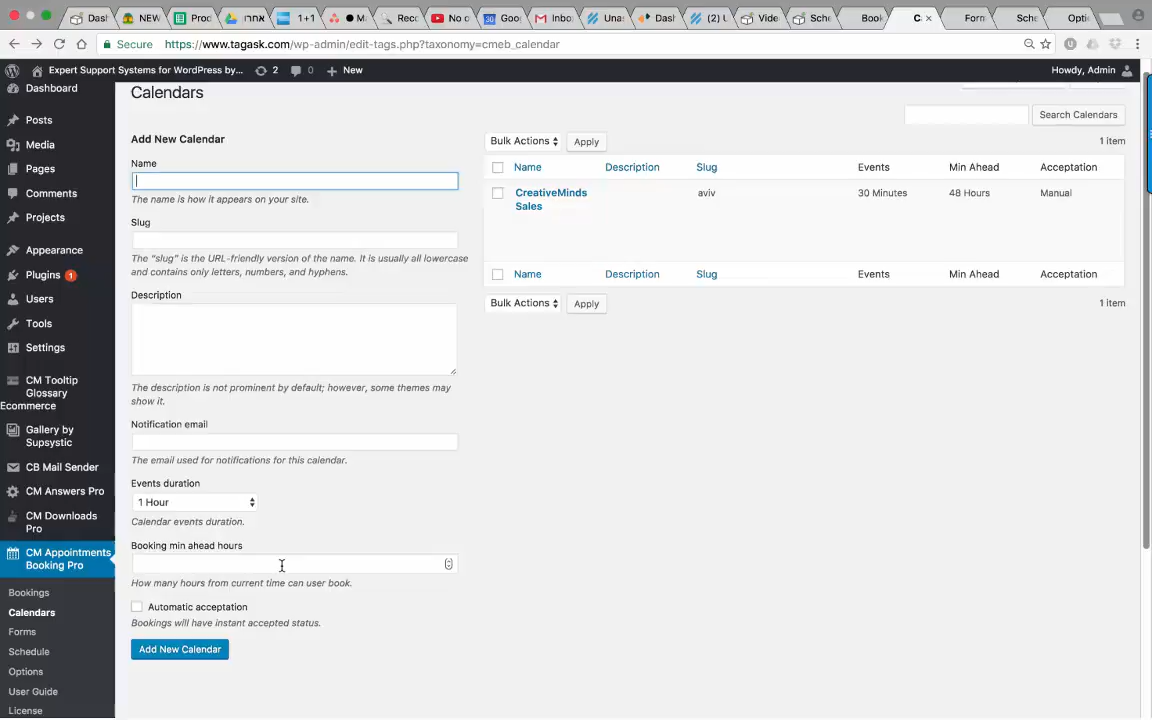 Dash
NEW
Prod
אחרו
1+1
M
Reco
No c
Goo
Inbo
Una
Dash
(2) U
Vide
Sche
Book
C
Forn
Sch
Opti
Secure https://www.tagask.com/wp-admin/edit-tags.php?taxonomy=cmeb_calendar
Expert Support Systems for WordPress by... 2 0 + New Howdy, Admin
Dashboard
Posts
Media
Pages
Comments
Projects
Appearance
Plugins 1
Users
Tools
Settings
CM Tooltip
Glossary
Ecommerce
Gallery by
Supsystic
CB Mail Sender
CM Answers Pro
CM Downloads
Pro
CM Appointments
Booking Pro
Bookings
Calendars
Forms
Schedule
Options
User Guide
License
Calendars
Add New Calendar
Name
The name is how it appears on your site.
Slug
The “slug” is the URL-friendly version of the name. It is usually all lowercase
and contains only letters, numbers, and hyphens.
Description
The description is not prominent by default; however, some themes may
show it.
Notification email
The email used for notifications for this calendar.
Events duration
1 Hour
Calendar events duration.
Booking min ahead hours
How many hours from current time can user book.
Automatic acceptation
Bookings will have instant accepted status.
Add New Calendar
Search Calendars
Bulk Actions Apply 1 item
Name Description Slug Events Min Ahead Acceptation
CreativeMinds
Sales
aviv 30 Minutes 48 Hours Manual
Name Description Slug Events Min Ahead Acceptation
Bulk Actions Apply 1 item